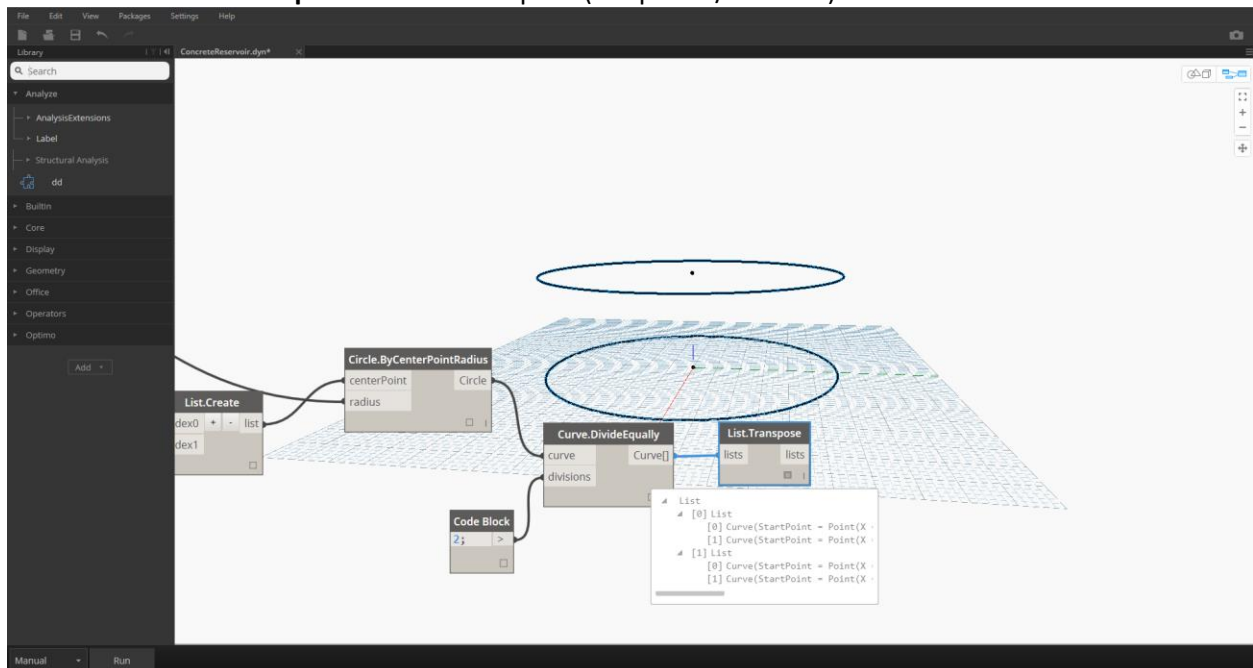 File Edit View Packages Settings Help
Library
ConcreteReservoir.dyn*
Search
Analyze
AnalysisExtensions
Label
Structural Analysis
dd
Builtin
Core
Display
Geometry
Office
Operators
Optimo
Add
List.Create
dex0 + - list
dex1
Circle.ByCenterPointRadius
centerPoint Circle
radius
Curve.DivideEqually
curve Curve[]
divisions
List.Transpose
lists lists
Code Block
2; >
List
[0] List
[0] Curve(StartPoint = Point(X
[1] Curve(StartPoint = Point(X
[1] List
[0] Curve(StartPoint = Point(X
[1] Curve(StartPoint = Point(X
Manual Run